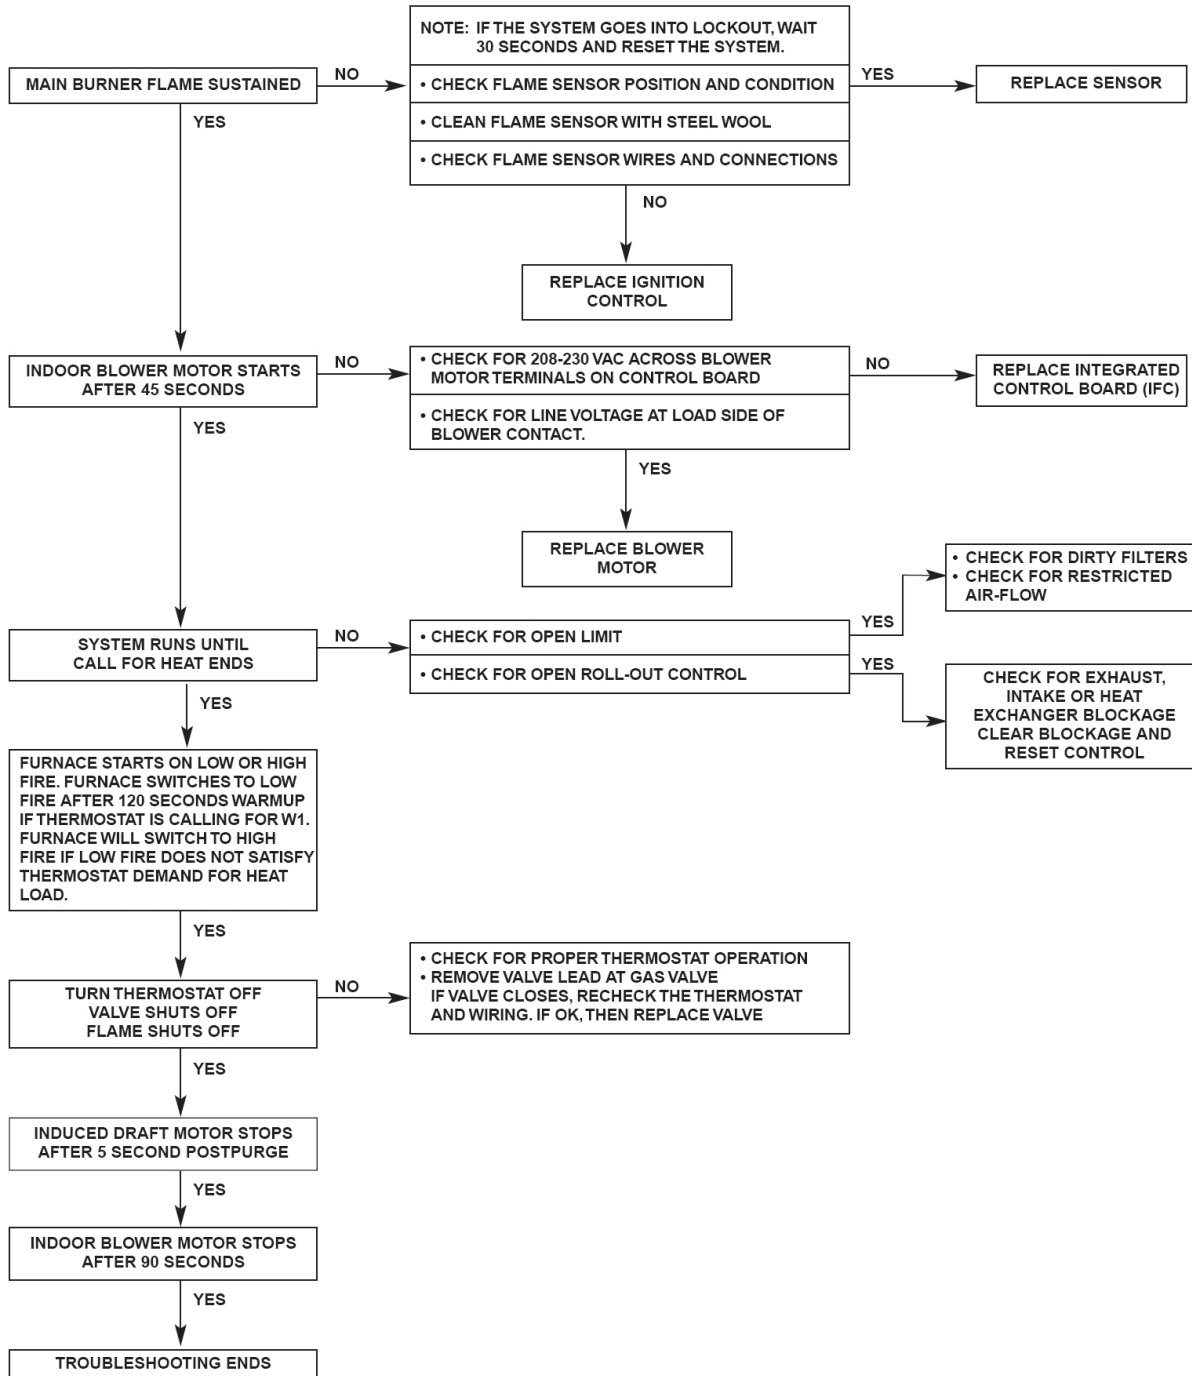 NOTE: IF THE SYSTEM GOES INTO LOCKOUT, WAIT
30 SECONDS AND RESET THE SYSTEM.
MAIN BURNER FLAME SUSTAINED
NO
• CHECK FLAME SENSOR POSITION AND CONDITION
YES
REPLACE SENSOR
YES
• CLEAN FLAME SENSOR WITH STEEL WOOL
• CHECK FLAME SENSOR WIRES AND CONNECTIONS
NO
REPLACE IGNITION
CONTROL
INDOOR BLOWER MOTOR STARTS
AFTER 45 SECONDS
NO
• CHECK FOR 208-230 VAC ACROSS BLOWER
MOTOR TERMINALS ON CONTROL BOARD
NO
REPLACE INTEGRATED
CONTROL BOARD (IFC)
YES
• CHECK FOR LINE VOLTAGE AT LOAD SIDE OF
BLOWER CONTACT.
YES
REPLACE BLOWER
MOTOR
• CHECK FOR DIRTY FILTERS
• CHECK FOR RESTRICTED
AIR-FLOW
SYSTEM RUNS UNTIL
CALL FOR HEAT ENDS
NO
• CHECK FOR OPEN LIMIT
YES
• CHECK FOR OPEN ROLL-OUT CONTROL
YES
CHECK FOR EXHAUST,
INTAKE OR HEAT
EXCHANGER BLOCKAGE
CLEAR BLOCKAGE AND
RESET CONTROL
YES
FURNACE STARTS ON LOW OR HIGH
FIRE. FURNACE SWITCHES TO LOW
FIRE AFTER 120 SECONDS WARMUP
IF THERMOSTAT IS CALLING FOR W1.
FURNACE WILL SWITCH TO HIGH
FIRE IF LOW FIRE DOES NOT SATISFY
THERMOSTAT DEMAND FOR HEAT
LOAD.
YES
TURN THERMOSTAT OFF
VALVE SHUTS OFF
FLAME SHUTS OFF
NO
• CHECK FOR PROPER THERMOSTAT OPERATION
• REMOVE VALVE LEAD AT GAS VALVE
IF VALVE CLOSES, RECHECK THE THERMOSTAT
AND WIRING. IF OK, THEN REPLACE VALVE
YES
INDUCED DRAFT MOTOR STOPS
AFTER 5 SECOND POSTPURGE
YES
INDOOR BLOWER MOTOR STOPS
AFTER 90 SECONDS
YES
TROUBLESHOOTING ENDS